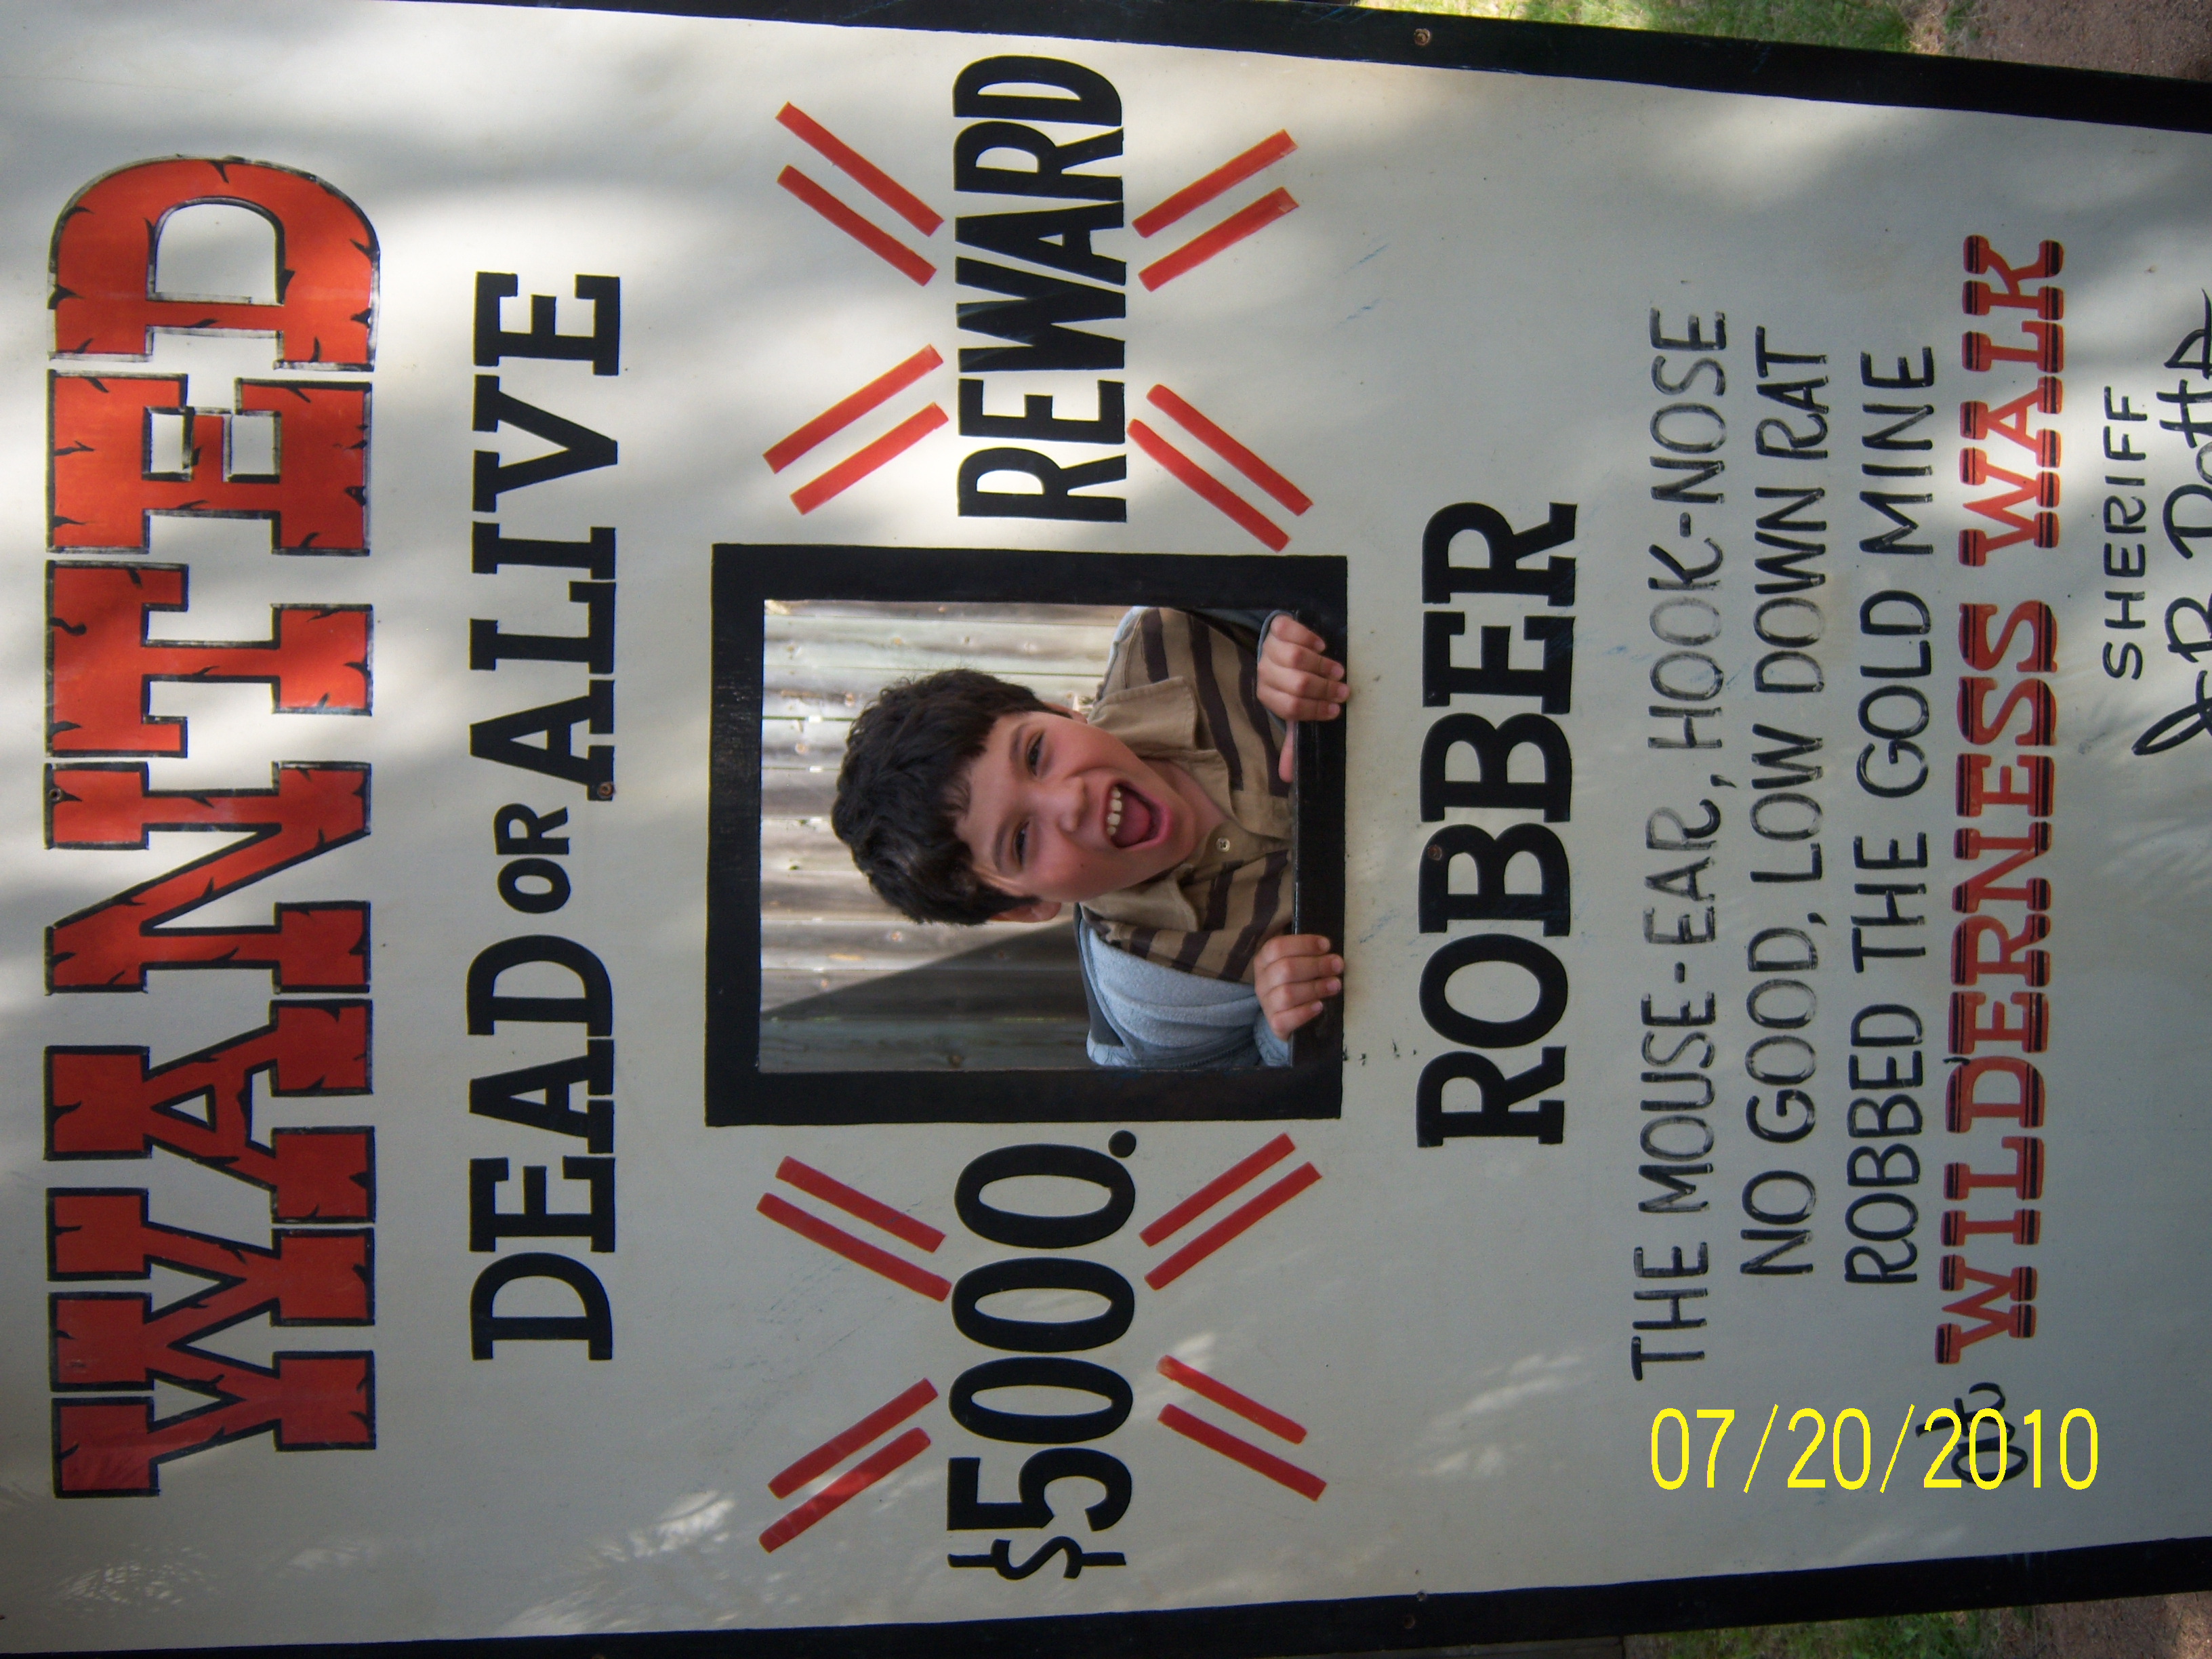 WANTED
DEAD OR ALIVE
$5000. REWARD
ROBBER
THE MOUSE-EAR, HOOK-NOSE
NO GOOD, LOW DOWN RAT
ROBBED THE GOLD MINE
at WILDERNESS WALK
SHERIFF
07/20/2010